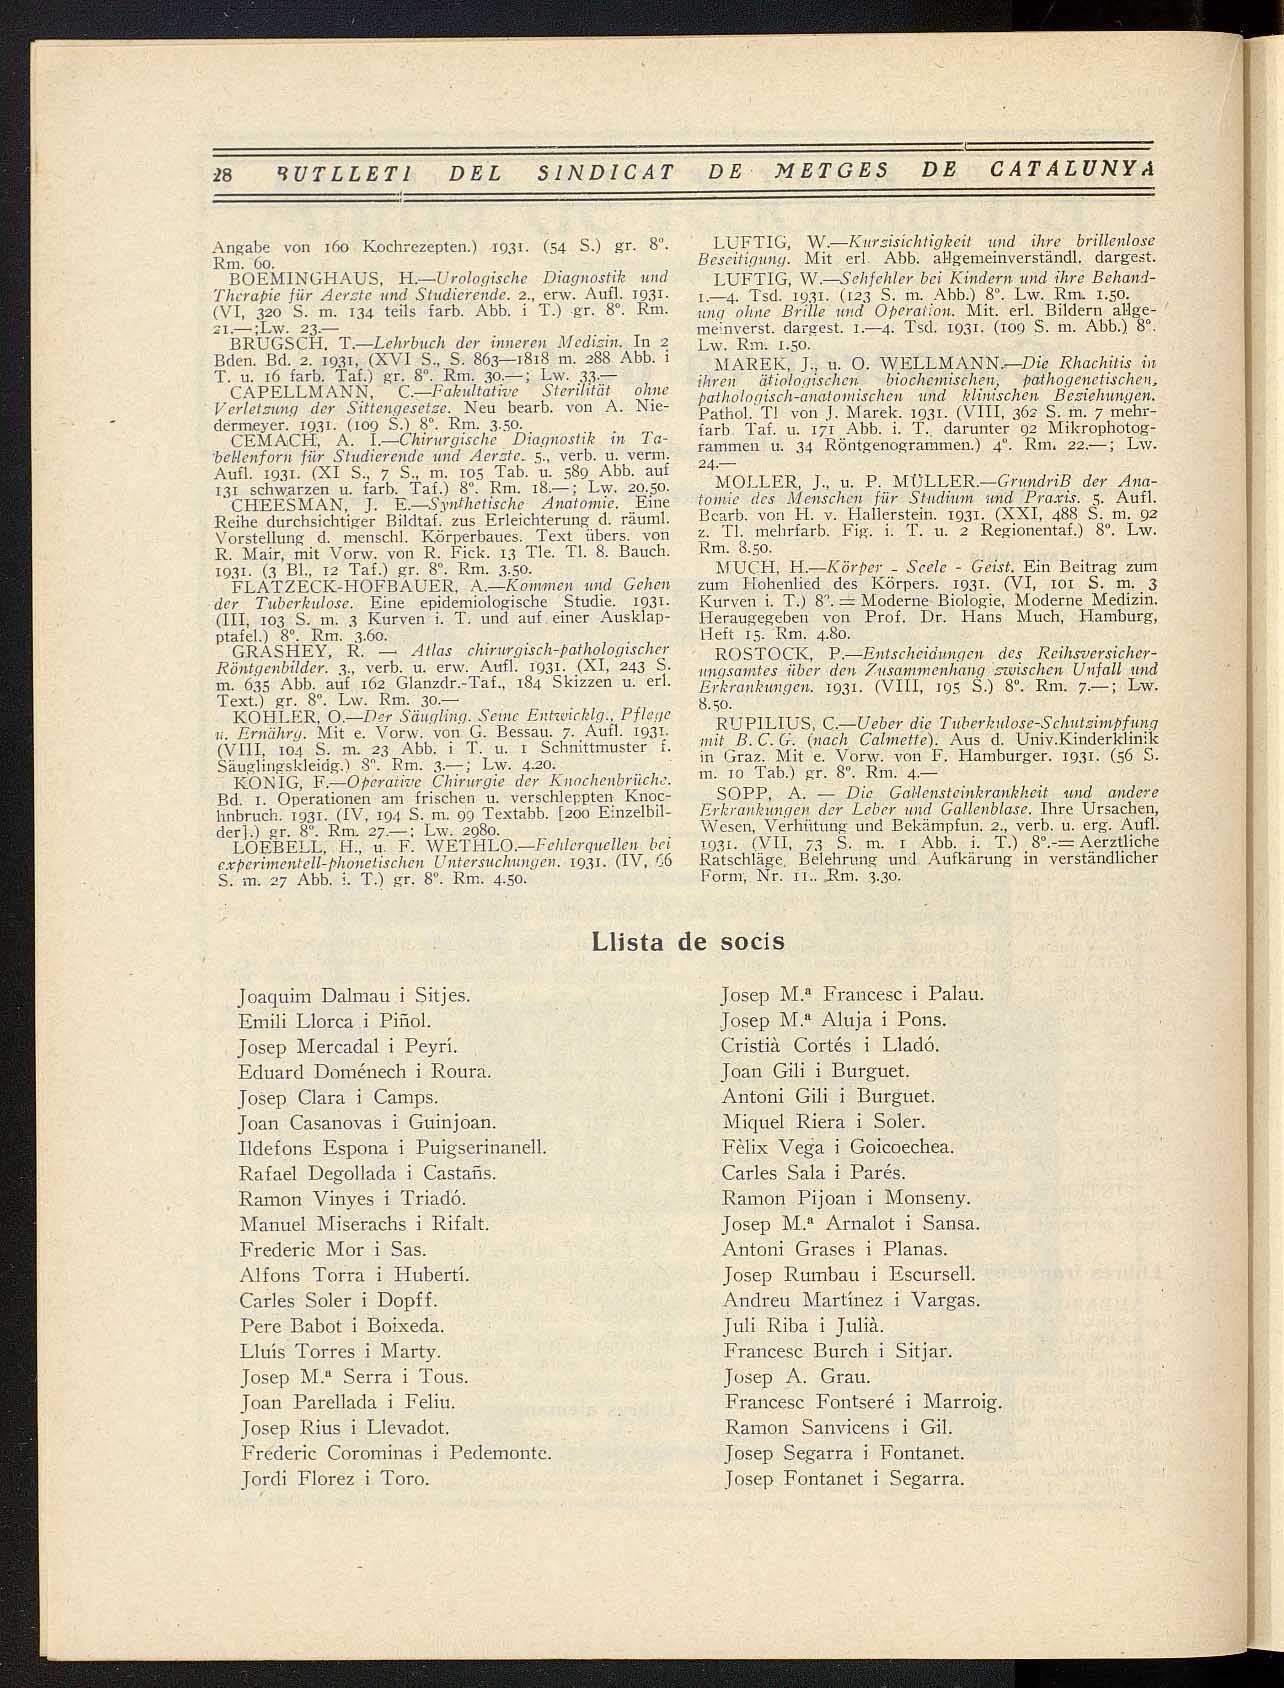 28 BUTLLETI DEL SINDICAT DE METGES DE CATALUNYA
Angabe von 160 Kochrezepten.) 1931. (54 S.) gr. 8º.
Rm. 60.
BOEMINGHAUS, H.—Urologische Diagnostik und
Therapie für Aerzte und Studierende. 2., erw. Aufl. 1931.
(VI, 320 S. m. 134 teils farb. Abb. i T.) gr. 8º. Rm.
21.—;Lw. 23.—
BRUGSCH, T.—Lehrbuch der inneren Medizin. In 2
Bden. Bd. 2. 1931, (XVI S., S. 863—1818 m. 288 Abb. i
T. u. 16 farb. Taf.) gr. 8º. Rm. 30.—; Lw. 33.—
CAPELLMANN, C.—Fakultative Sterilität ohne
Verletzung der Sittengesetze. Neu bearb. von A. Nie-
dermeyer. 1931. (109 S.) 8º. Rm. 3.50.
CEMACH, A. I.—Chirurgische Diagnostik in Ta-
bellenforn für Studierende und Aerzte. 5., verb. u. verm.
Aufl. 1931. (XI S., 7 S., m. 105 Tab. u. 589 Abb. auf
131 schwarzen u. farb. Taf.) 8º. Rm. 18.—; Lw. 20.50.
CHEESMAN, J. E.—Synthetische Anatomie. Eine
Reihe durchsichtiger Bildtaf. zus Erleichterung d. räuml.
Vorstellung d. menschl. Körperbaues. Text übers. von
R. Mair, mit Vorw. von R. Fick. 13 Tle. Tl. 8. Bauch.
1931. (3 Bl., 12 Taf.) gr. 8º. Rm. 3.50.
FLATZECK-HOFBAUER, A.—Kommen und Gehen
der Tuberkulose. Eine epidemiologische Studie. 1931.
(III, 103 S. m. 3 Kurven i. T. und auf einer Ausklap-
ptafel.) 8º. Rm. 3.60.
GRASHEY, R. — Atlas chirurgisch-pathologischer
Röntgenbilder. 3., verb. u. erw. Aufl. 1931. (XI, 243 S.
m. 635 Abb. auf 162 Glanzdr.-Taf., 184 Skizzen u. erl.
Text.) gr. 8º. Lw. Rm. 30.—
KOHLER, O.—Der Säugling. Seine Entwicklg., Pflege
u. Ernährg. Mit e. Vorw. von G. Bessau. 7. Aufl. 1931.
(VIII, 104 S. m. 23 Abb. i T. u. 1 Schnittmuster f.
Säuglingskleidg.) 8º. Rm. 3.—; Lw. 4.20.
KONIG, F.—Operative Chirurgie der Knochenbrüche.
Bd. 1. Operationen am frischen u. verschleppten Knoc-
hnbruch. 1931. (IV, 194 S. m. 99 Textabb. [200 Einzelbil-
der].) gr. 8º. Rm. 27.—; Lw. 2980.
LOEBELL, H., u. F. WETHLO.—Fehlerquellen bei
experimentell-phonetischen Untersuchungen. 1931. (IV, 66
S. m. 27 Abb. i. T.) gr. 8º. Rm. 4.50.
LUFTIG, W.—Kurzisichtigkeit und ihre brillenlose
Beseitigung. Mit erl. Abb. allgemeinverständl. dargest.
LUFTIG, W.—Sehfehler bei Kindern und ihre Behand-
1.—4. Tsd. 1931. (123 S. m. Abb.) 8º. Lw. Rm. 1.50.
ung ohne Brille und Operation. Mit. erl. Bildern allge-
meinverst. dargest. 1.—4. Tsd. 1931. (109 S. m. Abb.) 8º.
Lw. Rm. 1.50.
MAREK, J., u. O. WELLMANN.—Die Rhachitis in
ihren ätiologischen biochemischen, pathogenetischen,
pathologisch-anatomischen und klinischen Beziehungen.
Pathol. Tl von J. Marek. 1931. (VIII, 362 S. m. 7 mehr-
farb Taf. u. 171 Abb. i. T., darunter 92 Mikrophotog-
rammen u. 34 Röntgenogrammen.) 4º. Rm. 22.—; Lw.
24.—
MOLLER, J., u. P. MÜLLER.—GrundriB der Ana-
tomie des Menschen für Studium und Praxis. 5. Aufl.
Bearb. von H. v. Hallerstein. 1931. (XXI, 488 S. m. 92
z. Tl. mehrfarb. Fig. i. T. u. 2 Regionentaf.) 8º. Lw.
Rm. 8.50.
MUCH, H.—Körper - Seele - Geist. Ein Beitrag zum
zum Hohenlied des Körpers. 1931. (VI, 101 S. m. 3
Kurven i. T.) 8º. = Moderne Biologie, Moderne Medizin.
Heraugegeben von Prof. Dr. Hans Much, Hamburg,
Heft 15. Rm. 4.80.
ROSTOCK, P.—Entscheidungen des Reihsversicher-
ungsamtes über den Zusammenhang zwischen Unfall und
Erkrankungen. 1931. (VIII, 195 S.) 8º. Rm. 7.—; Lw.
8.50.
RUPILIUS, C.—Ueber die Tuberkulose-Schutzimpfung
mit B. C. G. (nach Calmette). Aus d. Univ.Kinderklinik
in Graz. Mit e. Vorw. von F. Hamburger. 1931. (56 S.
m. 10 Tab.) gr. 8º. Rm. 4.—
SOPP, A. — Die Gallensteinkrankheit und andere
Erkrankungen der Leber und Gallenblase. Ihre Ursachen,
Wesen, Verhütung und Bekämpfun. 2., verb. u. erg. Aufl.
1931. (VII, 73 S. m. 1 Abb. i. T.) 8º.-= Aerztliche
Ratschläge, Belehrung und Aufkärung in verständlicher
Form, Nr. 11.. Rm. 3.30.
Llista de socis
Joaquim Dalmau i Sitjes.
Emili Llorca i Piñol.
Josep Mercadal i Peyrí.
Eduard Doménech i Roura.
Josep Clara i Camps.
Joan Casanovas i Guinjoan.
Ildefons Espona i Puigserinanell.
Rafael Degollada i Castañs.
Ramon Vinyes i Triadó.
Manuel Miserachs i Rifalt.
Frederic Mor i Sas.
Alfons Torra i Hubertí.
Carles Soler i Dopff.
Pere Babot i Boixeda.
Lluís Torres i Marty.
Josep M.ª Serra i Tous.
Joan Parellada i Feliu.
Josep Rius i Llevadot.
Frederic Corominas i Pedemonte.
Jordi Florez i Toro.
Josep M.ª Francesc i Palau.
Josep M.ª Aluja i Pons.
Cristià Cortés i Lladó.
Joan Gili i Burguet.
Antoni Gili i Burguet.
Miquel Riera i Soler.
Fèlix Vega i Goicoechea.
Carles Sala i Parés.
Ramon Pijoan i Monseny.
Josep M.ª Arnalot i Sansa.
Antoni Grases i Planas.
Josep Rumbau i Escursell.
Andreu Martínez i Vargas.
Juli Riba i Julià.
Francesc Burch i Sitjar.
Josep A. Grau.
Francesc Fontseré i Marroig.
Ramon Sanvicens i Gil.
Josep Segarra i Fontanet.
Josep Fontanet i Segarra.